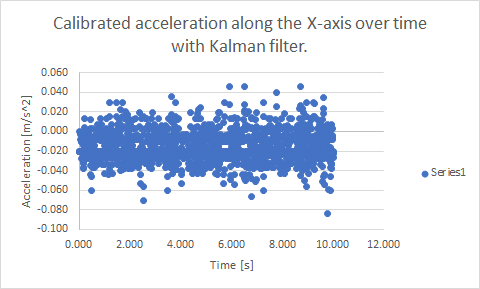 Calibrated acceleration along the X-axis over time
with Kalman filter.
0.060
0.040
0.020
0.000
-0.020
-0.040
-0.060
-0.080
-0.100
Acceleration [m/s^2]
0.000 2.000 4.000 6.000 8.000 10.000 12.000
Time [s]
Series1